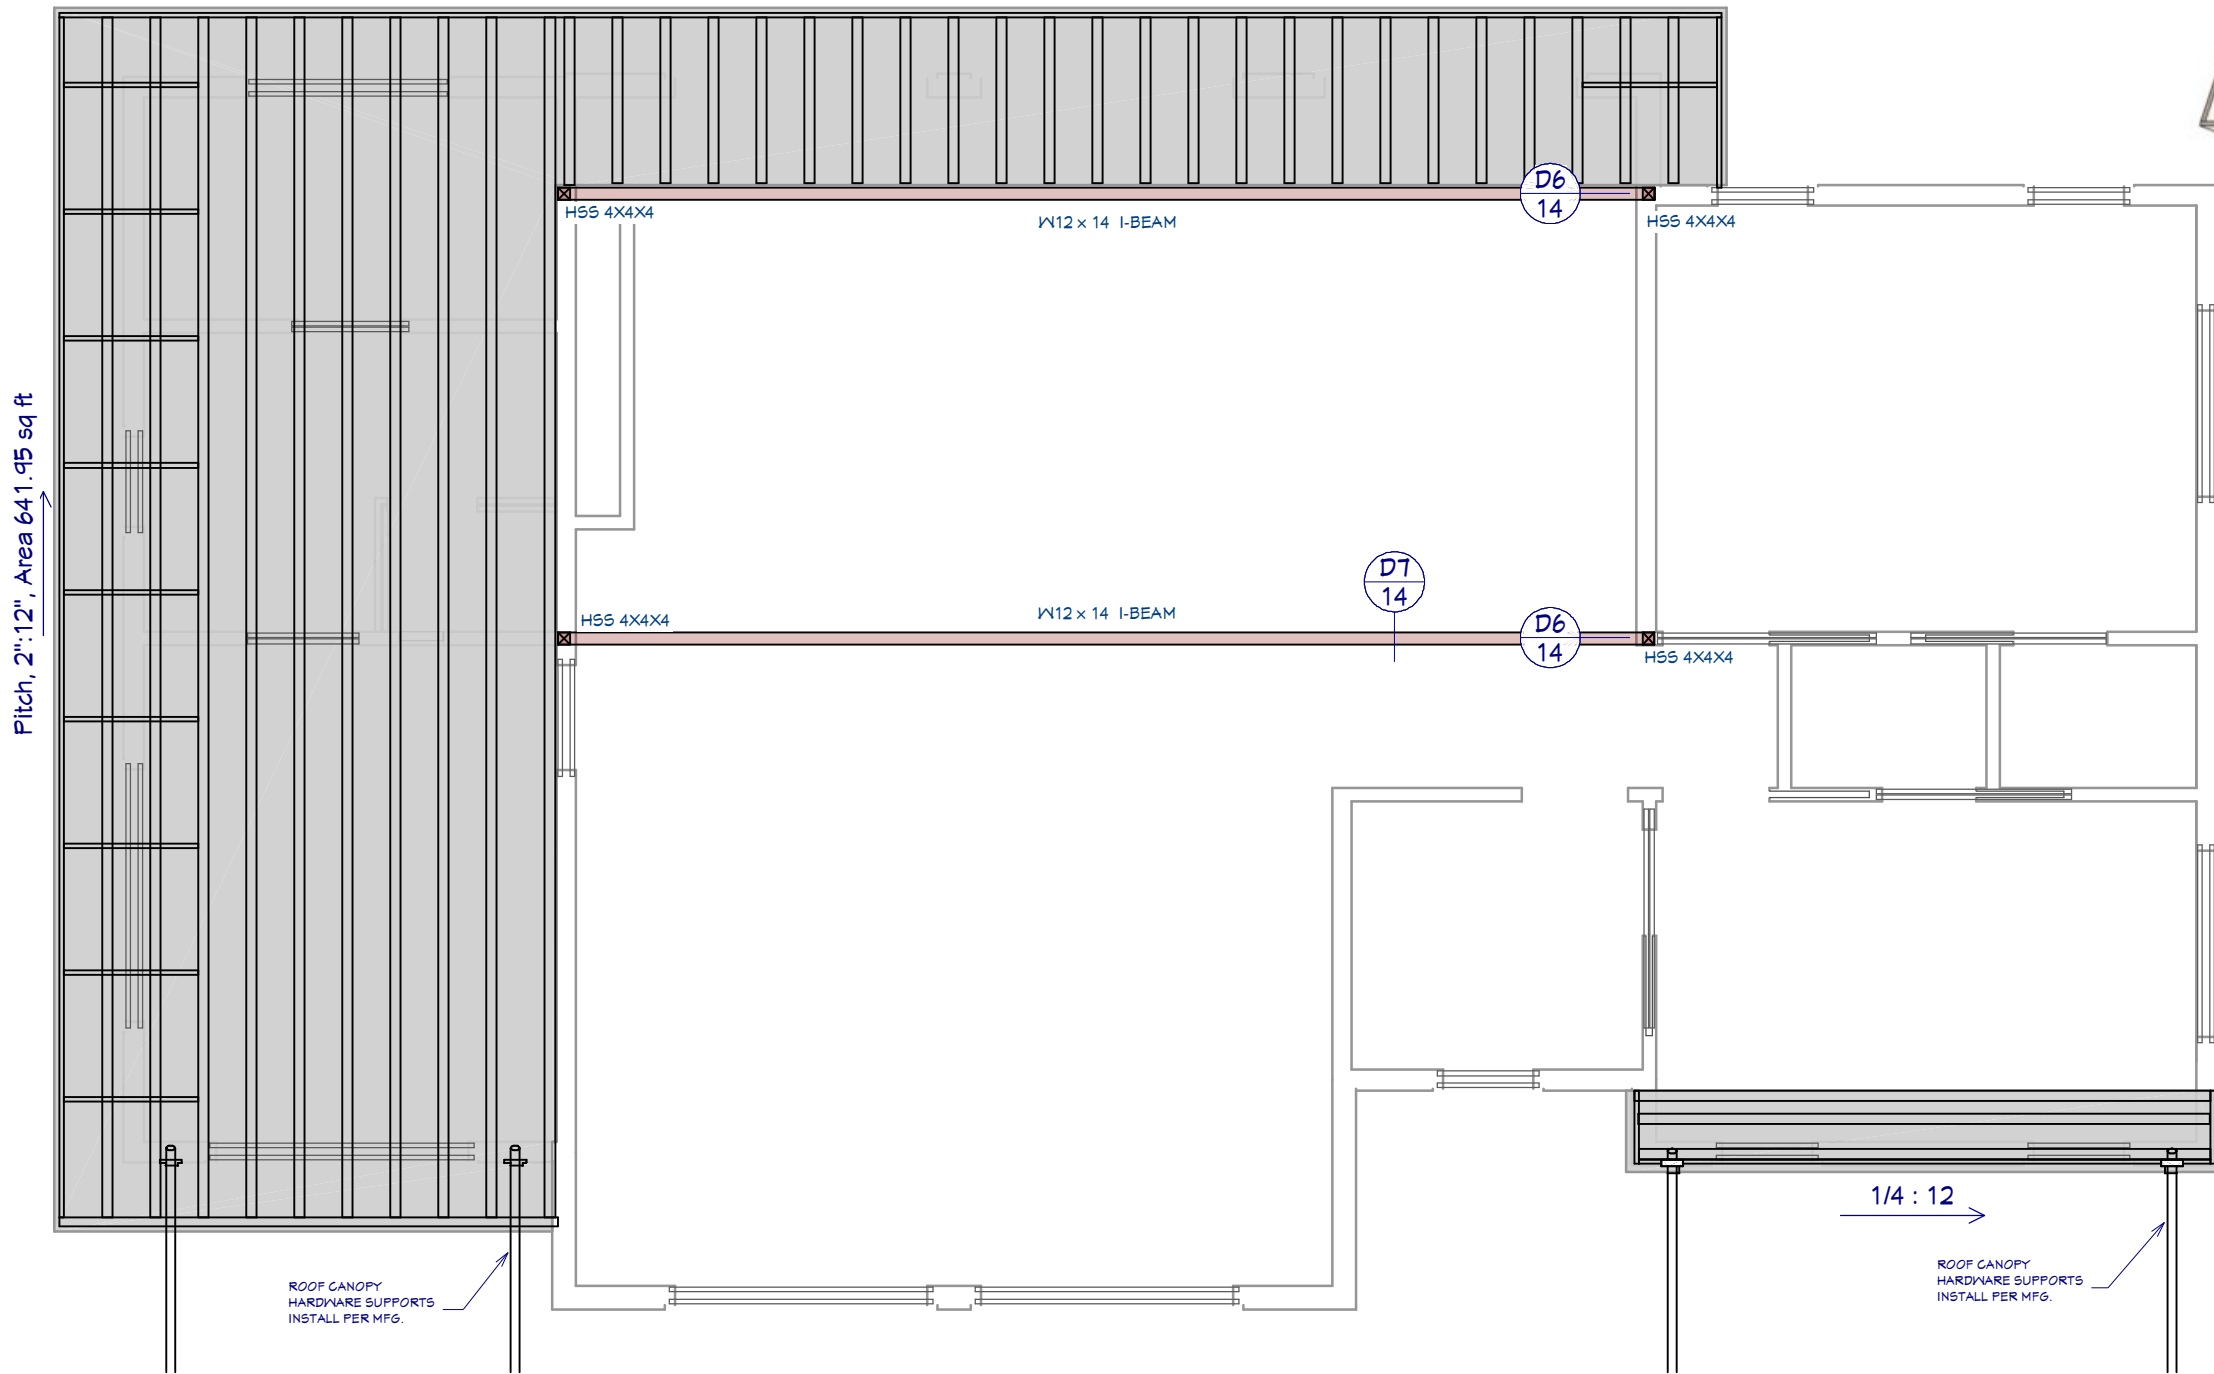 D6
14
HSS 4X4X4
W12 x 14 I-BEAM
HSS 4X4X4
Pitch, 2":12", Area 641.95 sq ft
D7
14
HSS 4X4X4
W12 x 14 I-BEAM
D6
14
HSS 4X4X4
1/4 : 12
ROOF CANOPY
HARDWARE SUPPORTS
INSTALL PER MFG.
ROOF CANOPY
HARDWARE SUPPORTS
INSTALL PER MFG.